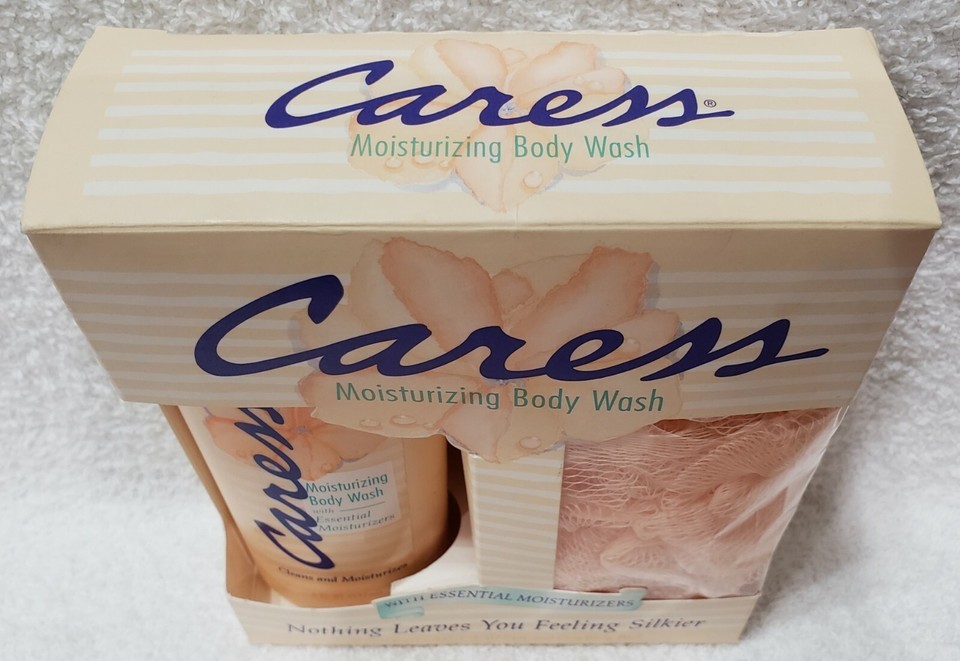 Caress®
Moisturizing Body Wash
Caress
Moisturizing Body Wash
Caress
Moisturizing
Body Wash
with
Essential
Moisturizers
Cleans and Moisturizes
WITH ESSENTIAL MOISTURIZERS
Nothing Leaves You Feeling Silkier